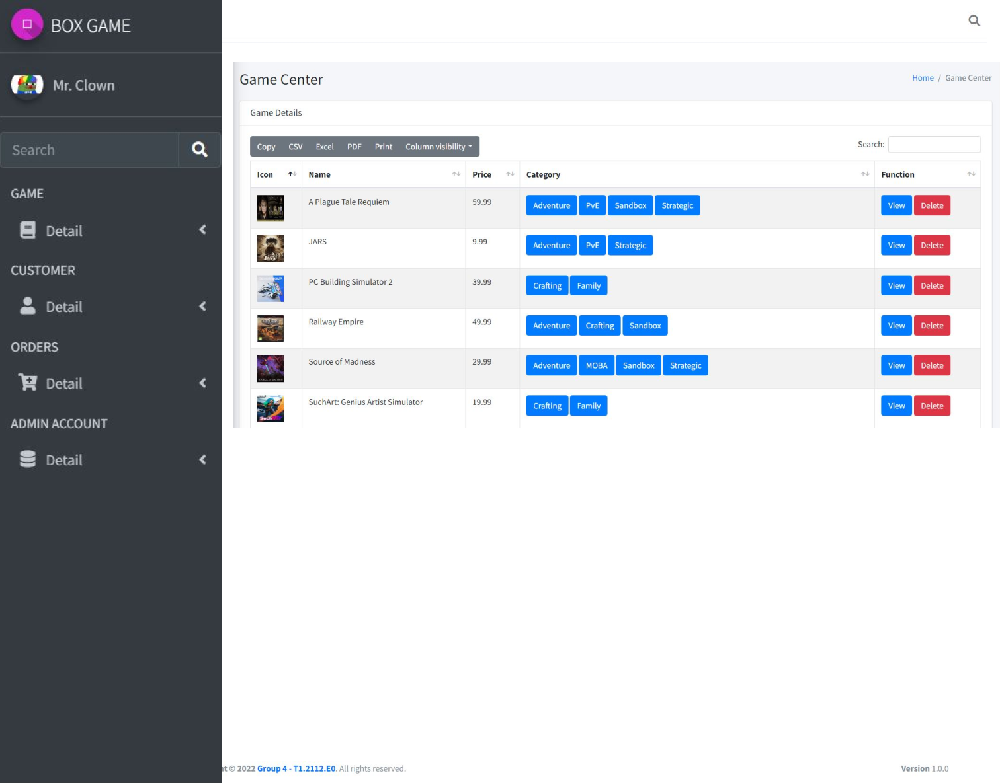 BOX GAME
Mr. Clown
Search
GAME
Detail
CUSTOMER
Detail
ORDERS
Detail
ADMIN ACCOUNT
Detail
Game Center
Home / Game Center
Game Details
Copy CSV Excel PDF Print Column visibility
Search:
Icon Name Price Category Function
A Plague Tale Requiem 59.99 Adventure PvE Sandbox Strategic View Delete
JARS 9.99 Adventure PvE Strategic View Delete
PC Building Simulator 2 39.99 Crafting Family View Delete
Railway Empire 49.99 Adventure Crafting Sandbox View Delete
Source of Madness 29.99 Adventure MOBA Sandbox Strategic View Delete
SuchArt: Genius Artist Simulator 19.99 Crafting Family View Delete
nt © 2022 Group 4 - T1.2112.E0. All rights reserved.
Version 1.0.0